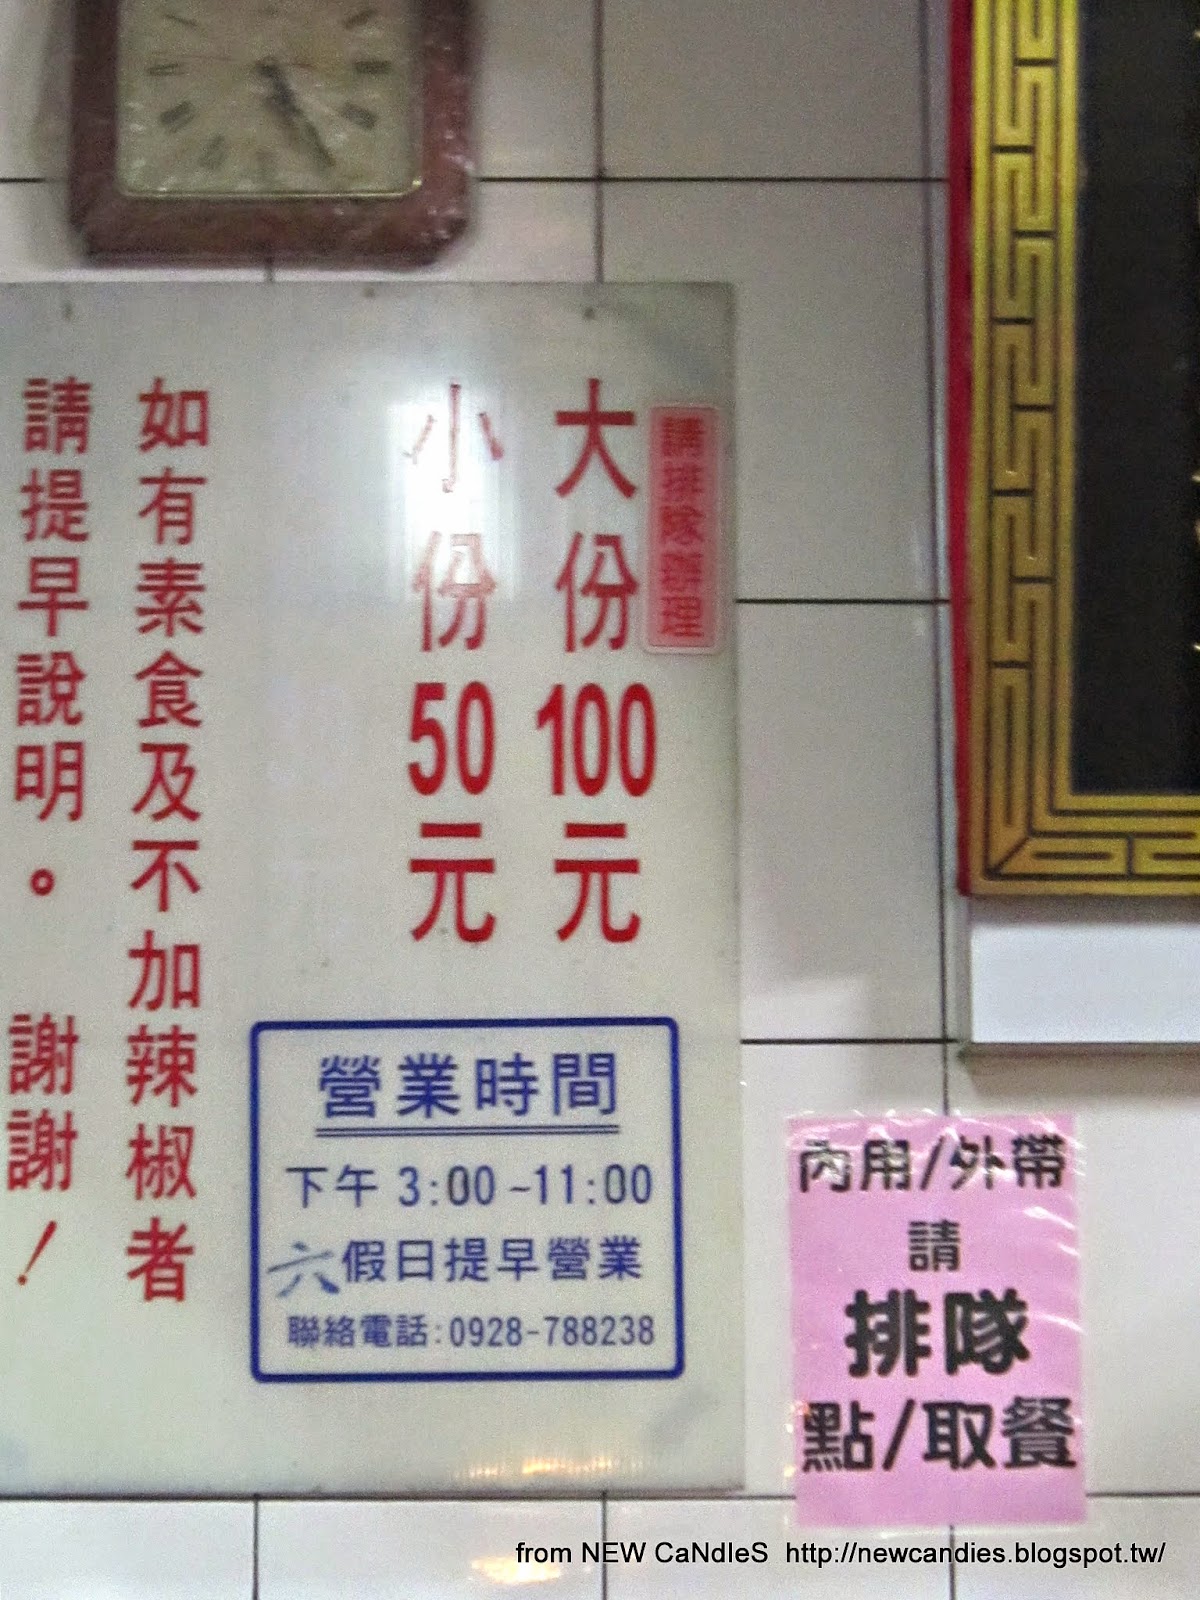 請排隊辦理
大份100元
小份50元
如有素食及不加辣椒者
請提早說明。謝謝!
營業時間
下午3:00~11:00
六假日提早營業
聯絡電話:0928-788238
內用/外帶
請
排隊
點/取餐
from NEW CaNdleS http://newcandies.blogspot.tw/